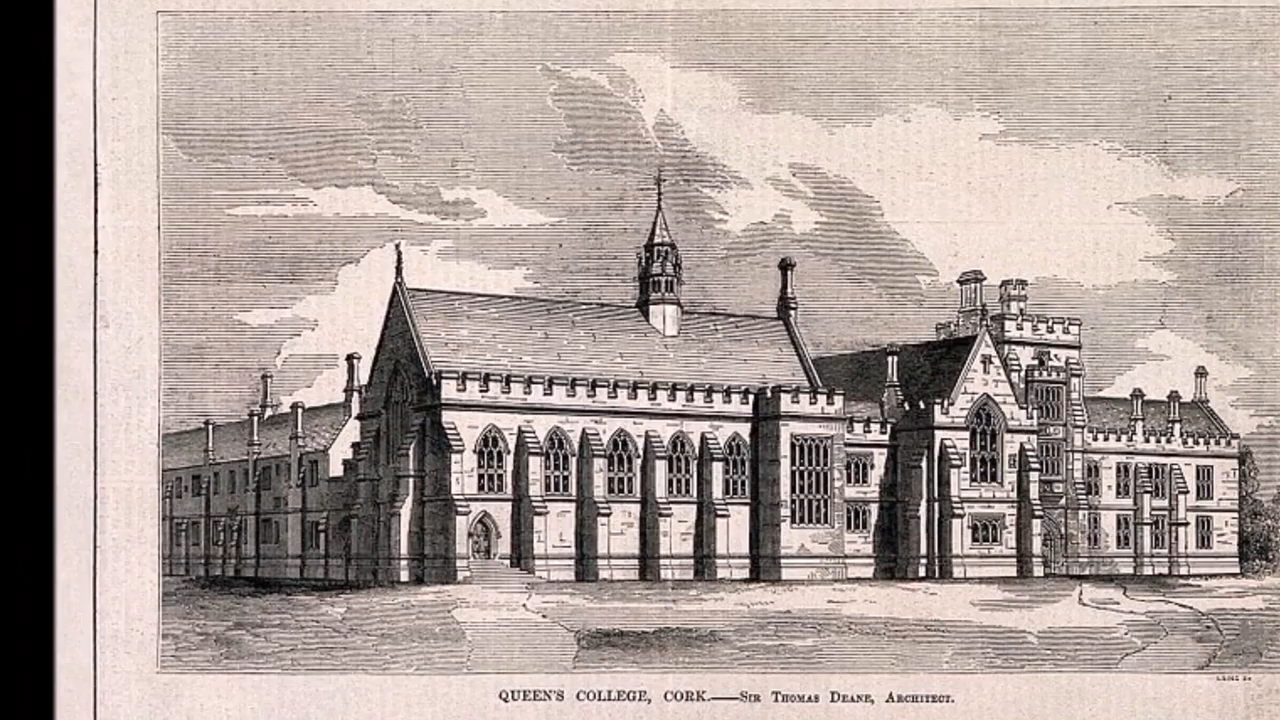 QUEEN'S COLLEGE, CORK.——Sir Thomas Deane, Architect.